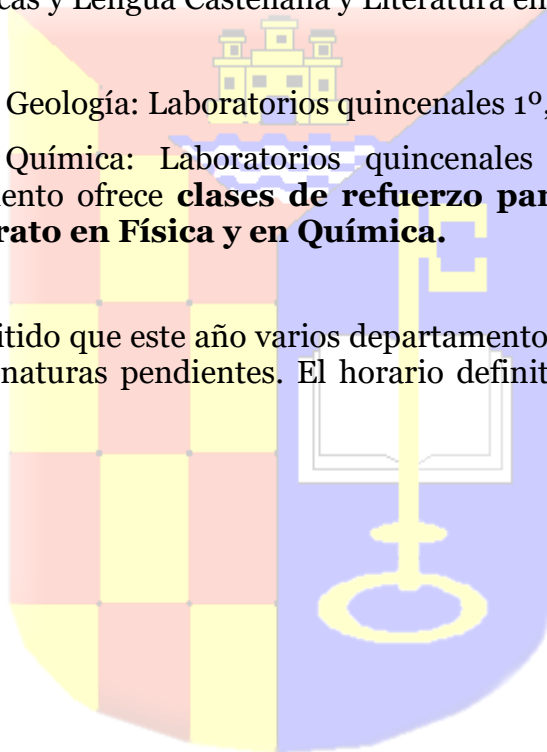 cas y Lengua Castellana y Literatura en
Geología: Laboratorios quincenales 1º,
Química: Laboratorios quincenales
ento ofrece clases de refuerzo par
rato en Física y en Química.
itido que este año varios departamento
naturas pendientes. El horario definit